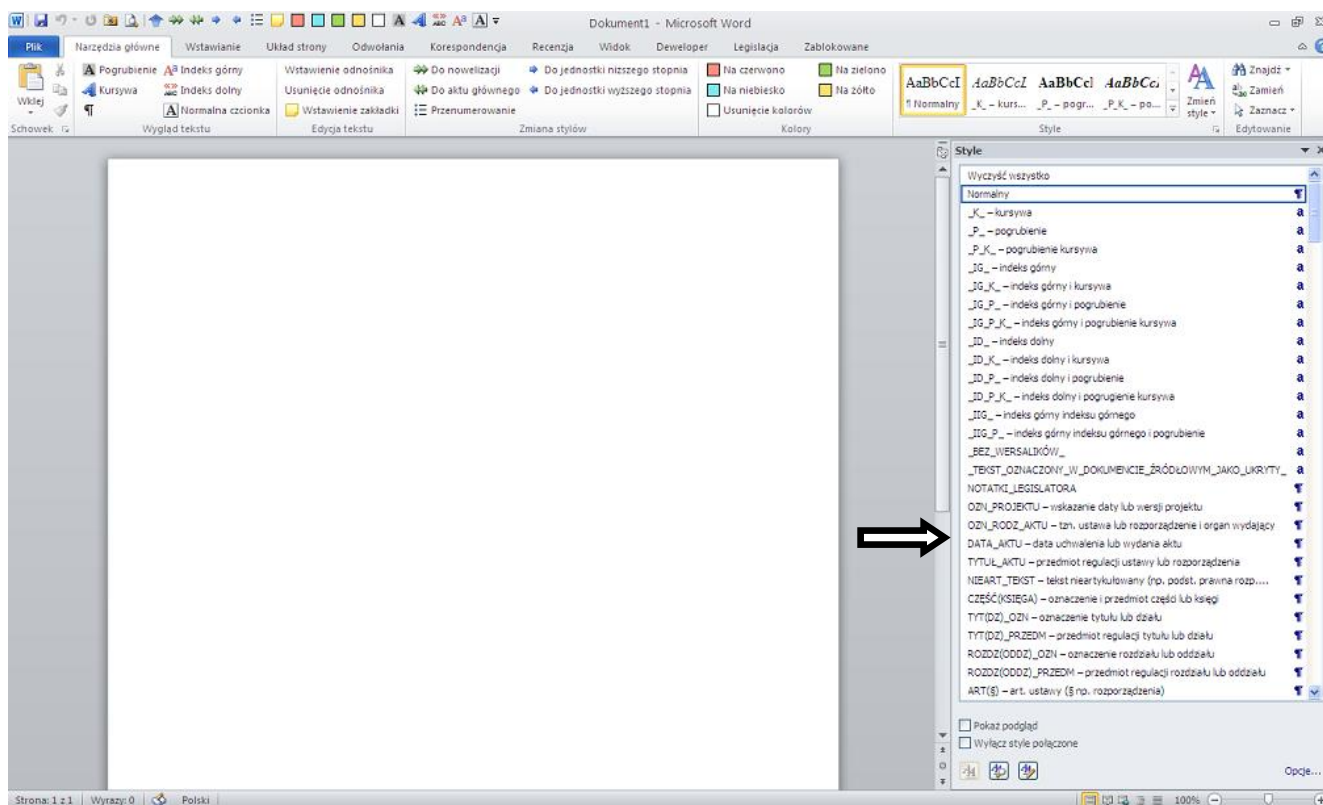 Dokument1 - Microsoft Word
Plik Narzędzia główne Wstawianie Układ strony Odwołania Korespondencja Recenzja Widok Deweloper Legislacja Zablokowane
Wklej
Schowek
Pogrubienie Indeks górny
Kursywa Indeks dolny
Normalna czcionka
Wygląd tekstu
Wstawienie odnośnika
Usunięcie odnośnika
Wstawienie zakładki
Edycja tekstu
Do nowelizacji Do jednostki niższego stopnia
Do aktu głównego Do jednostki wyższego stopnia
Przenumerowanie
Zmiana stylów
Na czerwono Na zielono
Na niebiesko Na żółto
Usunięcie kolorów
Kolory
AaBbCcI AaBbCcL AaBbCcI AaBbCc.
¶ Normalny _K_ – kurs... _P_ – pogr... _P_K_ – po...
Zmień style
Style
Znajdź
Zamień
Zaznacz
Edytowanie
Style
Wyczyść wszystko
Normalny ¶
_K_ – kursywa a
_P_ – pogrubienie a
_P_K_ – pogrubienie kursywa a
_IG_ – indeks górny a
_IG_K_ – indeks górny i kursywa a
_IG_P_ – indeks górny i pogrubienie a
_IG_P_K_ – indeks górny i pogrubienie kursywa a
_ID_ – indeks dolny a
_ID_K_ – indeks dolny i kursywa a
_ID_P_ – indeks dolny i pogrubienie a
_ID_P_K_ – indeks dolny i pogrugienie kursywa a
_IIG_ – indeks górny indeksu górnego a
_IIG_P_ – indeks górny indeksu górnego i pogrubienie a
_BEZ_WERSALIKÓW_ a
_TEKST_OZNACZONY_W_DOKUMENCIE_ŹRÓDŁOWYM_JAKO_UKRYTY_ a
NOTATKI_LEGISLATORA ¶
OZN_PROJEKTU – wskazanie daty lub wersji projektu ¶
OZN_RODZ_AKTU – tzn. ustawa lub rozporządzenie i organ wydający ¶
DATA_AKTU – data uchwalenia lub wydania aktu ¶
TYTUŁ_AKTU – przedmiot regulacji ustawy lub rozporządzenia ¶
NIEART_TEKST – tekst nieartykułowany (np. podst. prawna rozp.... ¶
CZĘŚĆ(KSIĘGA) – oznaczenie i przedmiot części lub księgi ¶
TYT(DZ)_OZN – oznaczenie tytułu lub działu ¶
TYT(DZ)_PRZEDM – przedmiot regulacji tytułu lub działu ¶
ROZDZ(ODDZ)_OZN – oznaczenie rozdziału lub oddziału ¶
ROZDZ(ODDZ)_PRZEDM – przedmiot regulacji rozdziału lub oddziału ¶
ART(§) – art. ustawy (§ np. rozporządzenia) ¶
Pokaż podgląd
Wyłącz style połączone
Opcje...
Strona: 1 z 1 Wyrazy: 0 Polski 100%